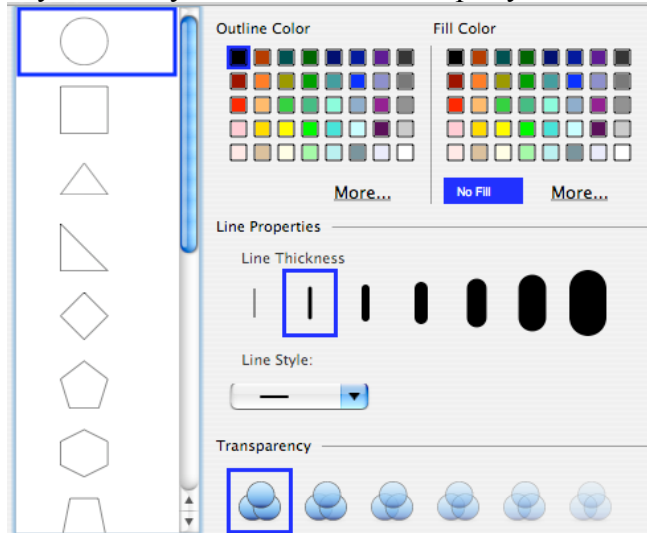 Outline Color
Fill Color
More...
No Fill
More...
Line Properties
Line Thickness
Line Style:
Transparency